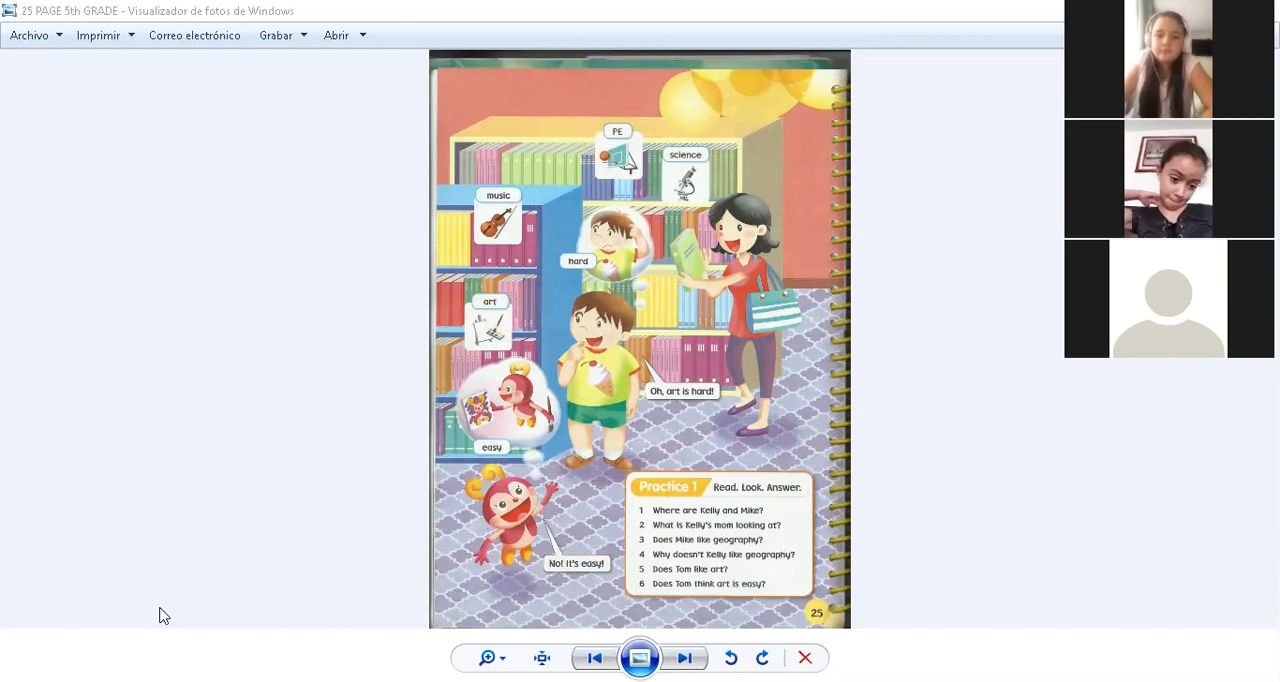 25 PAGE 5th GRADE - Visualizador de fotos de Windows
Archivo Imprimir Correo electrónico Grabar Abrir
PE
science
music
hard
art
Oh, art is hard!
easy
No! It's easy!
Practice 1 Read. Look. Answer.
1 Where are Kelly and Mike?
2 What is Kelly's mom looking at?
3 Does Mike like geography?
4 Why doesn't Kelly like geography?
5 Does Tom like art?
6 Does Tom think art is easy?
25